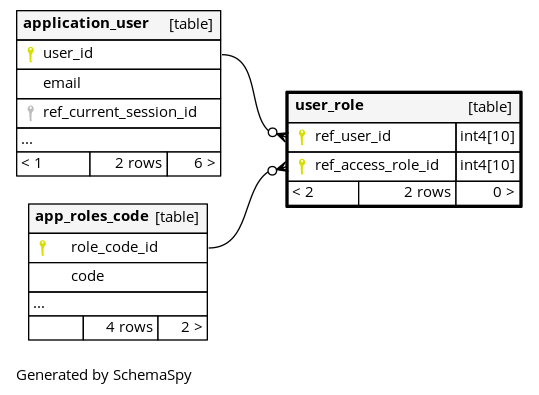 application_user [table]
user_id
email
ref_current_session_id
...
< 1 2 rows 6 >
user_role [table]
ref_user_id int4[10]
ref_access_role_id int4[10]
< 2 2 rows 0 >
app_roles_code [table]
role_code_id
code
...
4 rows 2 >
Generated by SchemaSpy